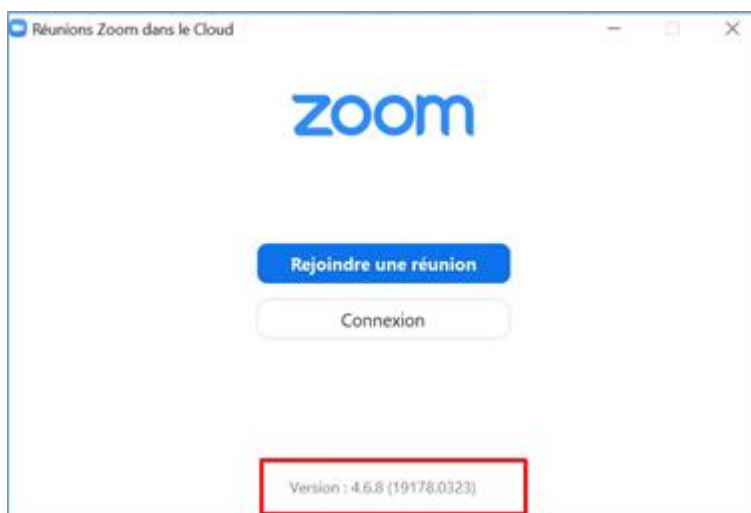 Réunions Zoom dans le Cloud
zoom
Rejoindre une réunion
Connexion
Version : 4.6.8 (19178.0323)